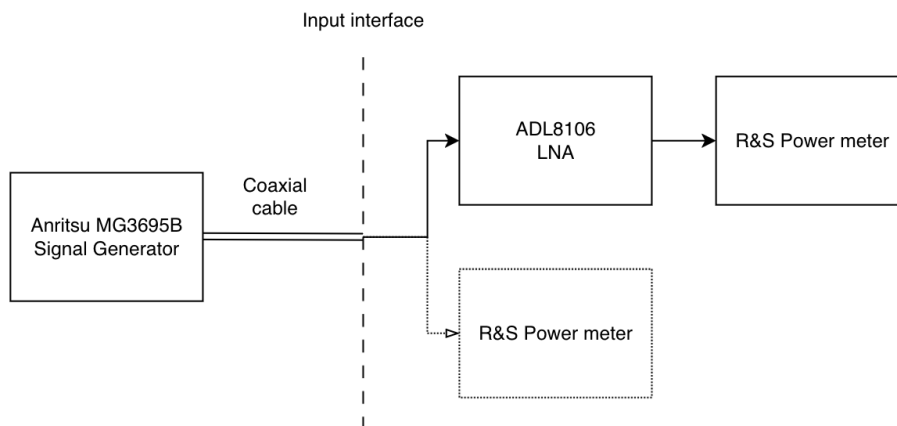 Input interface
ADL8106
LNA
R&S Power meter
Coaxial
cable
Anritsu MG3695B
Signal Generator
R&S Power meter